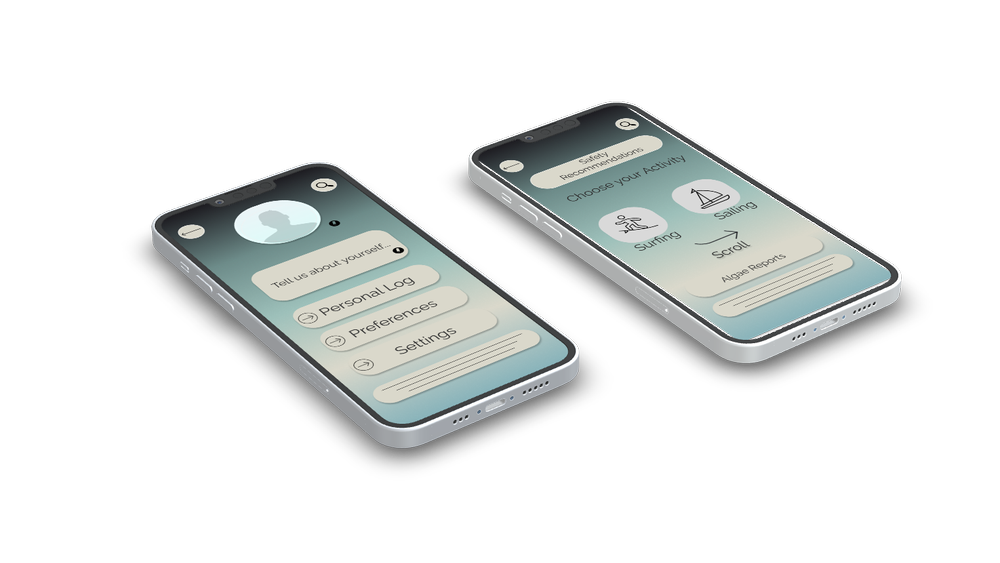 Tell us about yourself...
Personal Log
Preferences
Settings
Safety
Recommendations
Choose your Activity
Surfing
Sailing
Scroll
Algae Reports